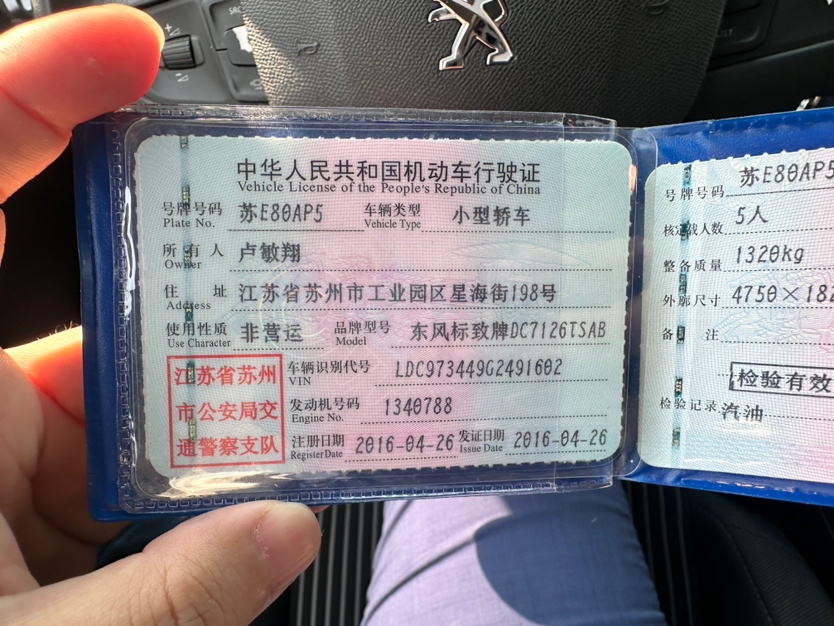 中华人民共和国机动车行驶证
Vehicle License of the People's Republic of China
号牌号码 苏E80AP5 车辆类型 小型轿车
Plate No. Vehicle Type
所有人 卢敏翔
Owner
住址 江苏省苏州市工业园区星海街198号
Address
使用性质 非营运 品牌型号 东风标致牌DC7126TSAB
Use Character Model
江苏省苏州
市公安局交
通警察支队
车辆识别代号 LDC973449G2491602
VIN
发动机号码 1340788
Engine No.
注册日期 2016-04-26 发证日期 2016-04-26
Register Date Issue Date
号牌号码 苏E80AP5
核定载人数 5人
整备质量 1320kg
外廓尺寸 4750×182
备注
检验有效
检验记录 汽油